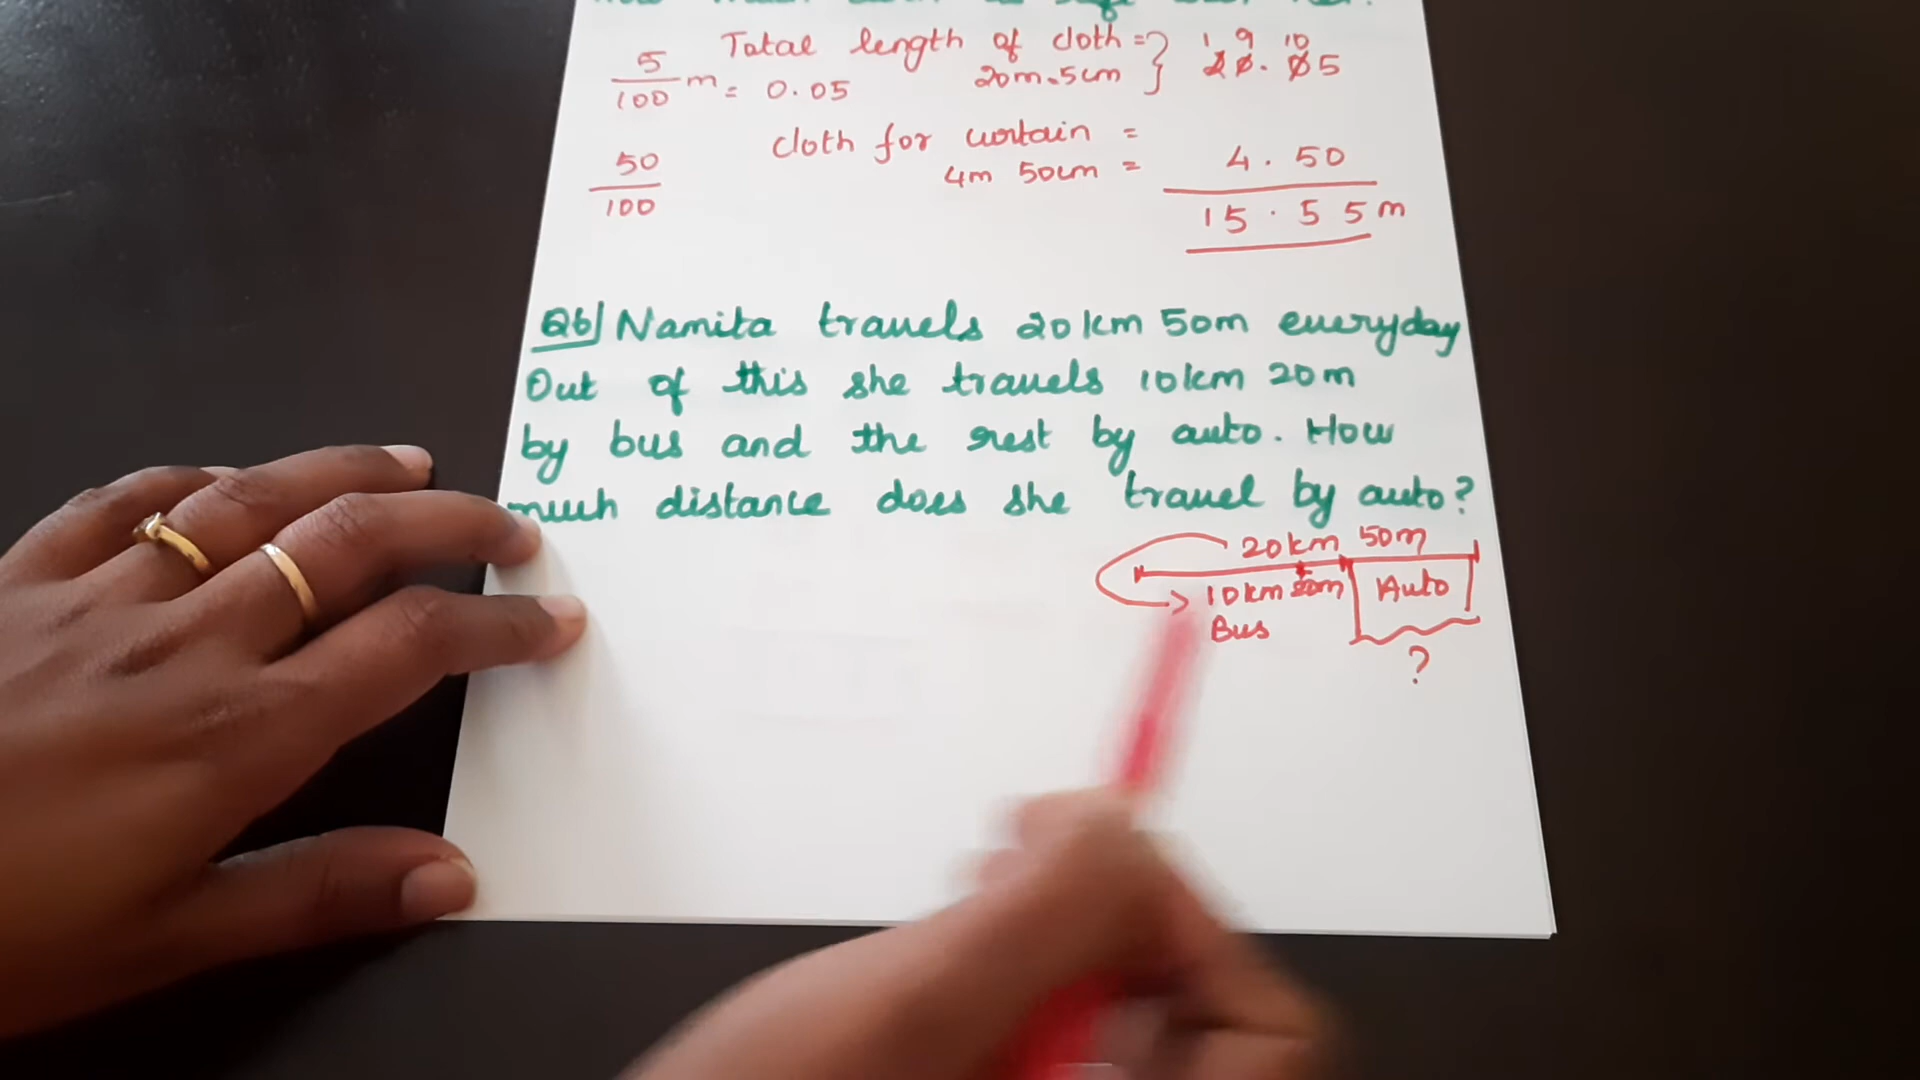 Total length of cloth =} 1 9 10
5/100 m = 0.05 20m.5cm 20.05
cloth for curtain =
50/100 4m 50cm = 4.50
15.55m
Q6) Namita travels 20km 50m everyday
Out of this she travels 10km 20m
by bus and the rest by auto. How
much distance does she travel by auto?
20km 50m
10km 20m Auto
Bus
?